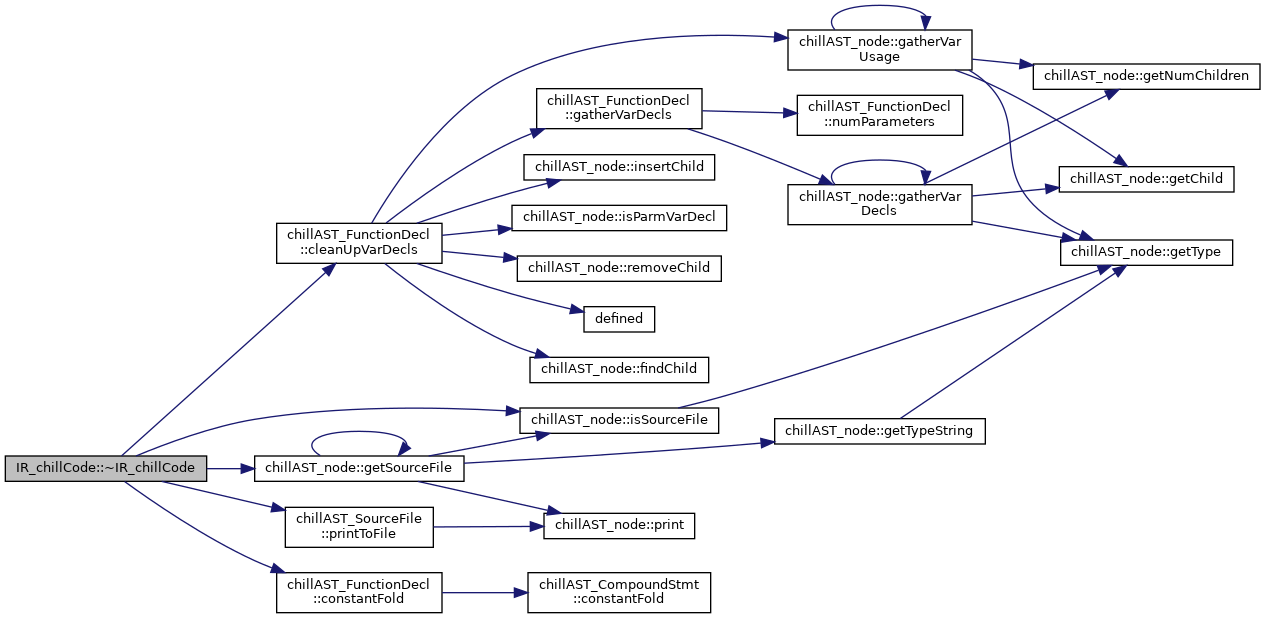 chillAST_node::gatherVar
Usage
chillAST_node::getNumChildren
chillAST_FunctionDecl
::gatherVarDecls
chillAST_FunctionDecl
::numParameters
chillAST_node::insertChild
chillAST_node::getChild
chillAST_node::gatherVar
Decls
chillAST_node::isParmVarDecl
chillAST_FunctionDecl
::cleanUpVarDecls
chillAST_node::getType
chillAST_node::removeChild
defined
chillAST_node::findChild
chillAST_node::isSourceFile
chillAST_node::getTypeString
IR_chillCode::~IR_chillCode
chillAST_node::getSourceFile
chillAST_SourceFile
::printToFile
chillAST_node::print
chillAST_FunctionDecl
::constantFold
chillAST_CompoundStmt
::constantFold